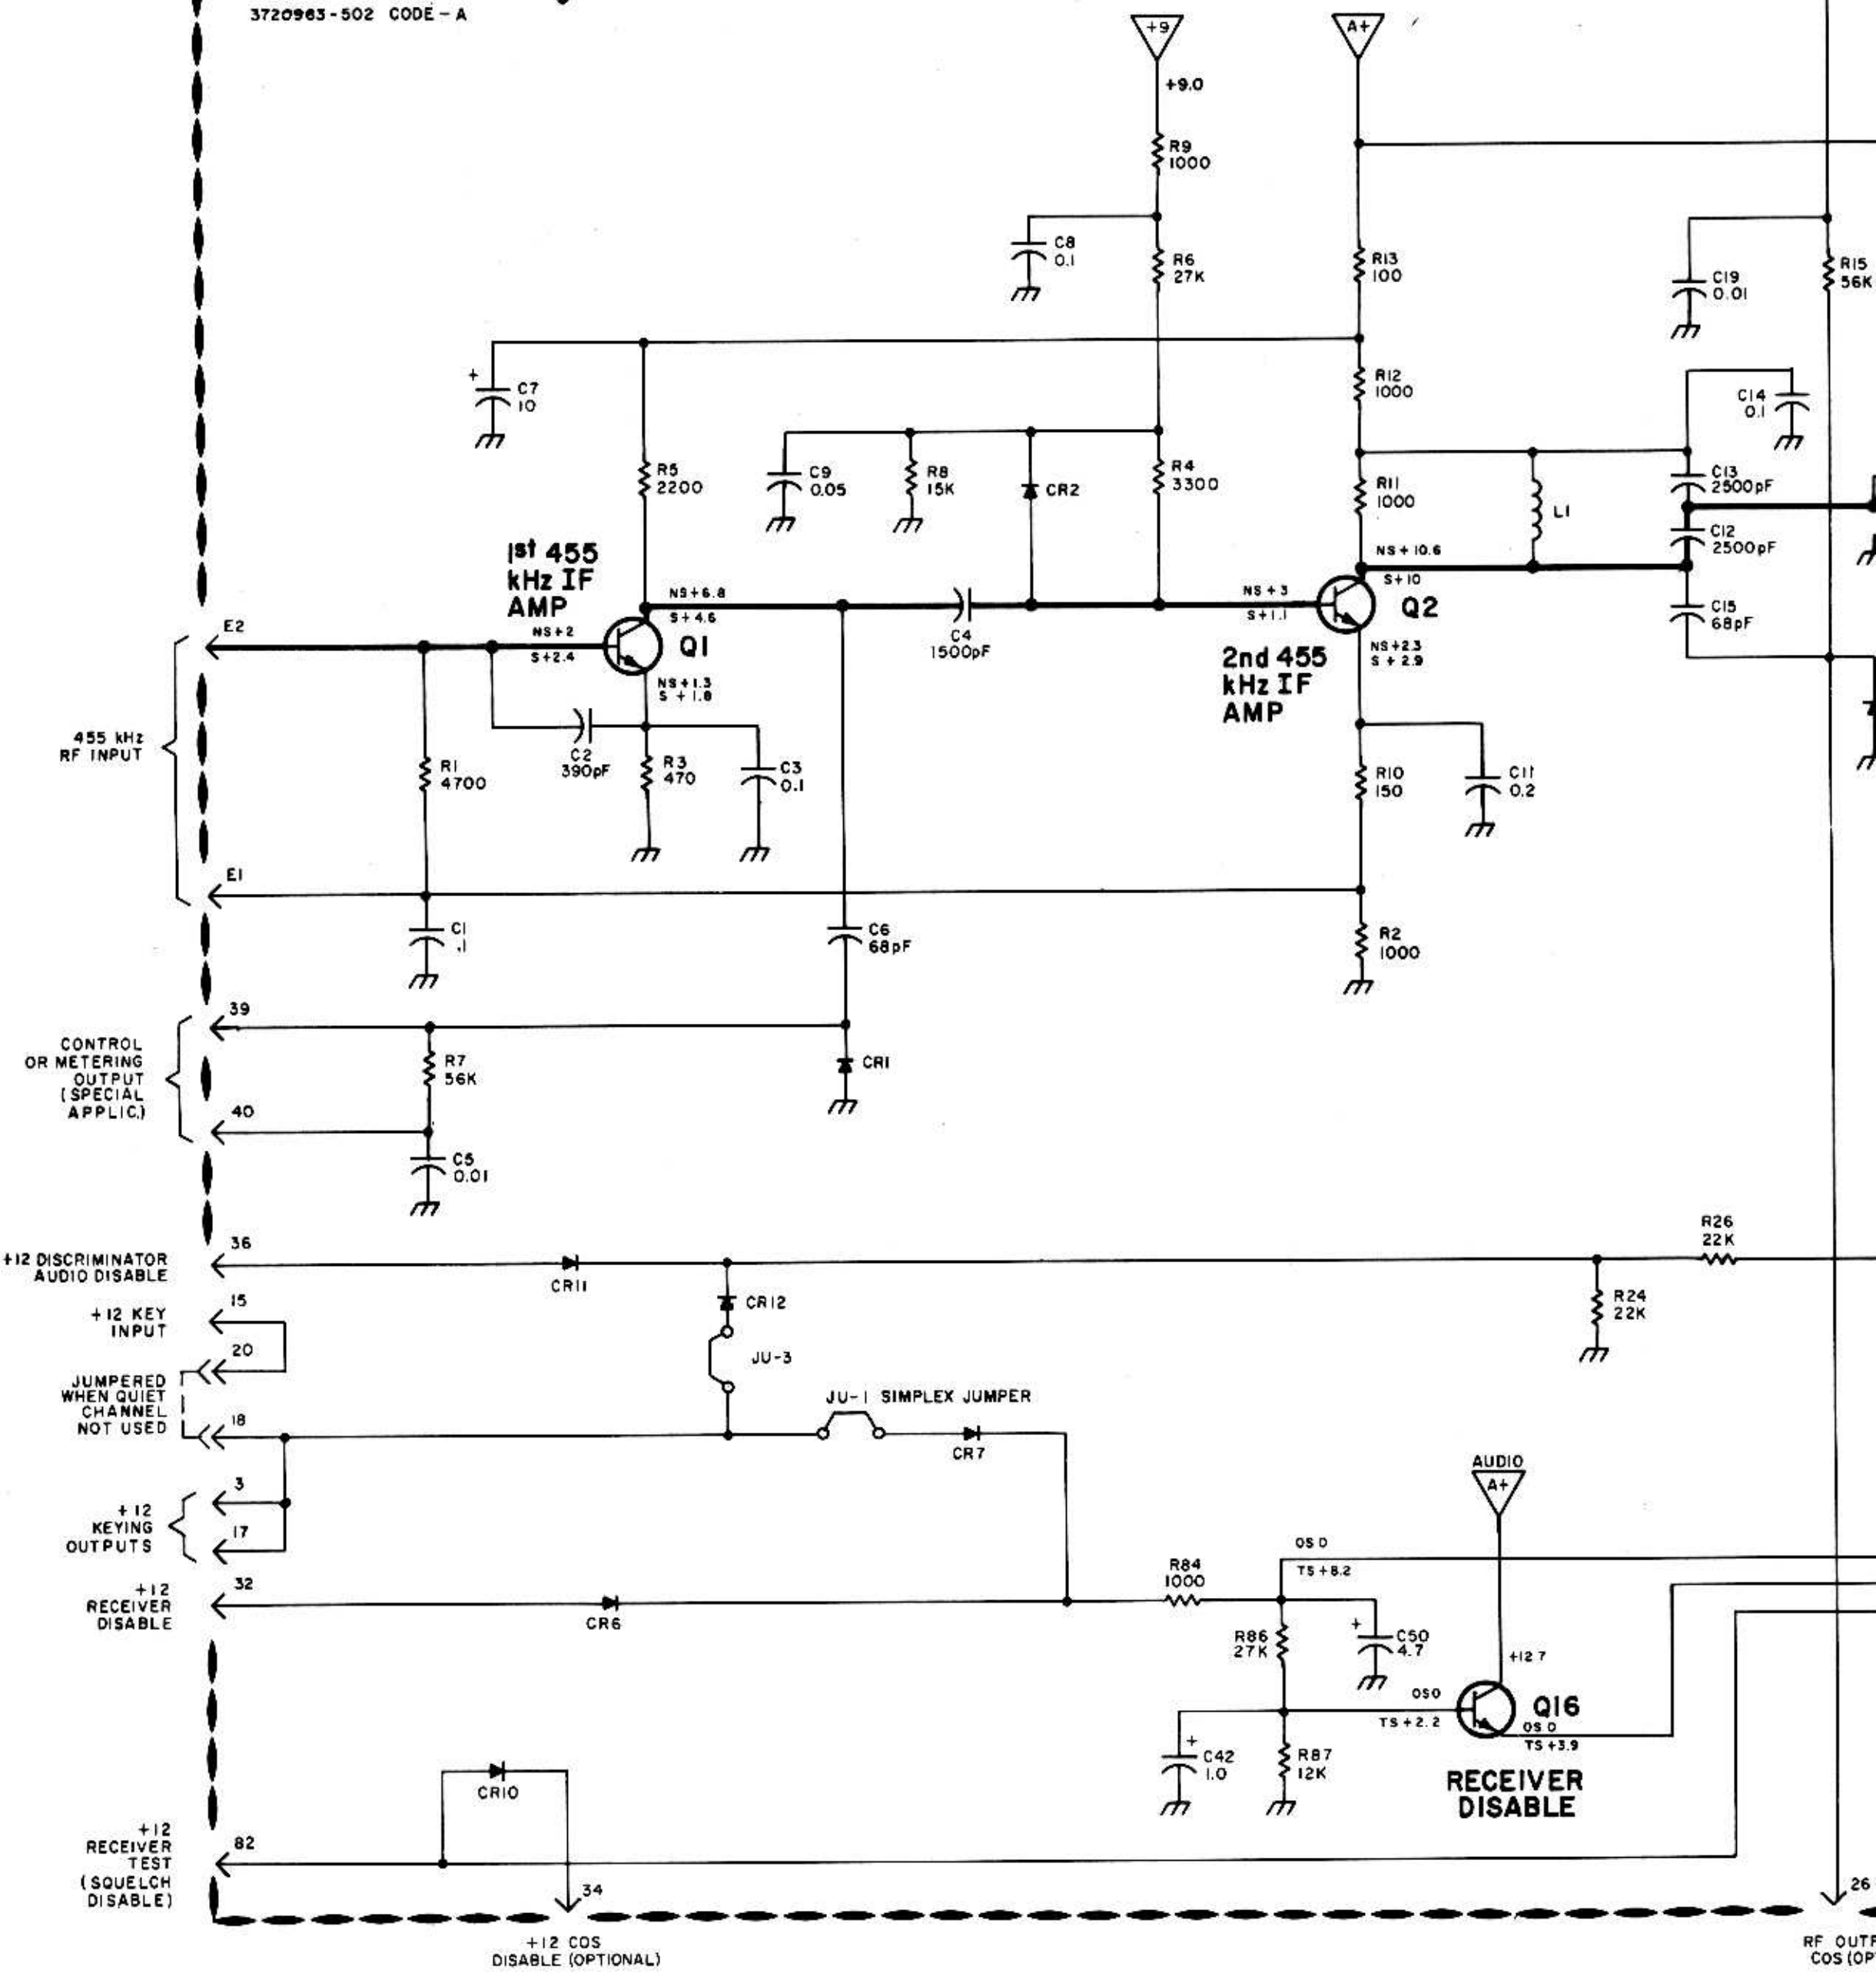 3720963-502 CODE-A
+9
A+
+9.0
R9
1000
C8
0.1
R6
27K
R13
100
C19
0.01
R15
56K
+
C7
10
R12
1000
C14
0.1
R5
2200
C9
0.05
R8
15K
CR2
R4
3300
R11
1000
L1
C13
2500pF
C12
2500pF
1st 455
kHz IF
AMP
NS+6.8
S+4.6
NS+2
S+2.4
Q1
NS+1.3
S +1.8
C4
1500pF
NS+3
S+1.1
NS+10.6
S+10
Q2
NS+2.3
S + 2.9
2nd 455
kHz IF
AMP
C15
68pF
E2
455 kHz
RF INPUT
R1
4700
C2
390pF
R3
470
C3
0.1
R10
150
C11
0.2
E1
C1
.1
C6
68pF
R2
1000
39
CONTROL
OR METERING
OUTPUT
(SPECIAL
APPLIC.)
R7
56K
CR1
40
C5
0.01
36
+12 DISCRIMINATOR
AUDIO DISABLE
CR11
R26
22K
R24
22K
CR12
JU-3
15
+12 KEY
INPUT
20
JUMPERED
WHEN QUIET
CHANNEL
NOT USED
18
JU-1 SIMPLEX JUMPER
CR7
3
+12
KEYING
OUTPUTS
17
AUDIO
A+
32
+12
RECEIVER
DISABLE
CR6
R84
1000
OS 0
TS +8.2
R86
27K
+
C50
4.7
+12.7
OS0
TS+2.2
Q16
OS 0
TS +3.9
+
C42
1.0
R87
12K
RECEIVER
DISABLE
CR10
82
+12
RECEIVER
TEST
(SQUELCH
DISABLE)
34
+12 COS
DISABLE (OPTIONAL)
26
RF OUTP
COS (OP